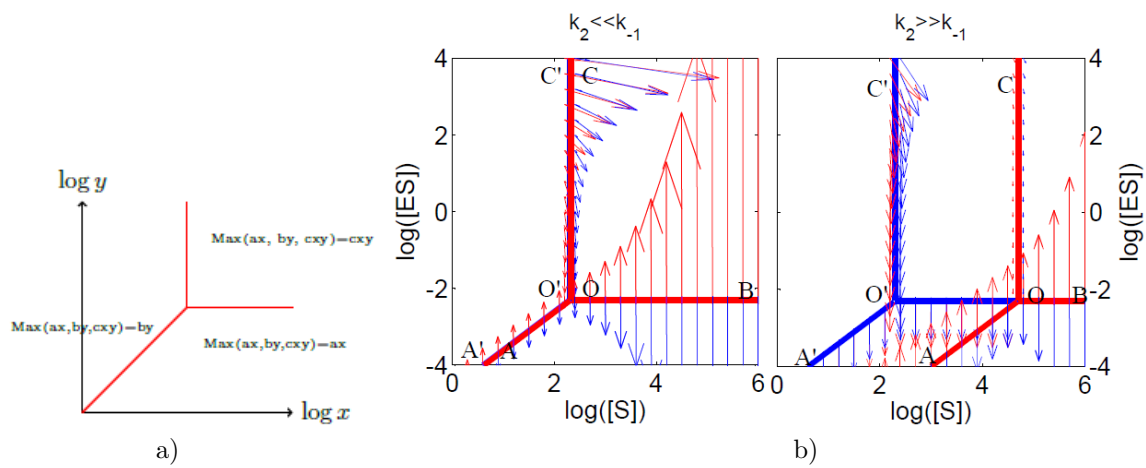 k₂<<k₋₁
k₂>>k₋₁
log y
Max(ax, by, cxy)=cxy
Max(ax,by,cxy)=by
Max(ax,by,cxy)=ax
log x
a)
log([ES])
4
2
0
-2
-4
C' C
O' O
B
A' A
0 2 4 6
log([S])
C'
C
O'
O
B
A'
A
0 2 4 6
log([S])
4
2
0
-2
-4
log([ES])
b)